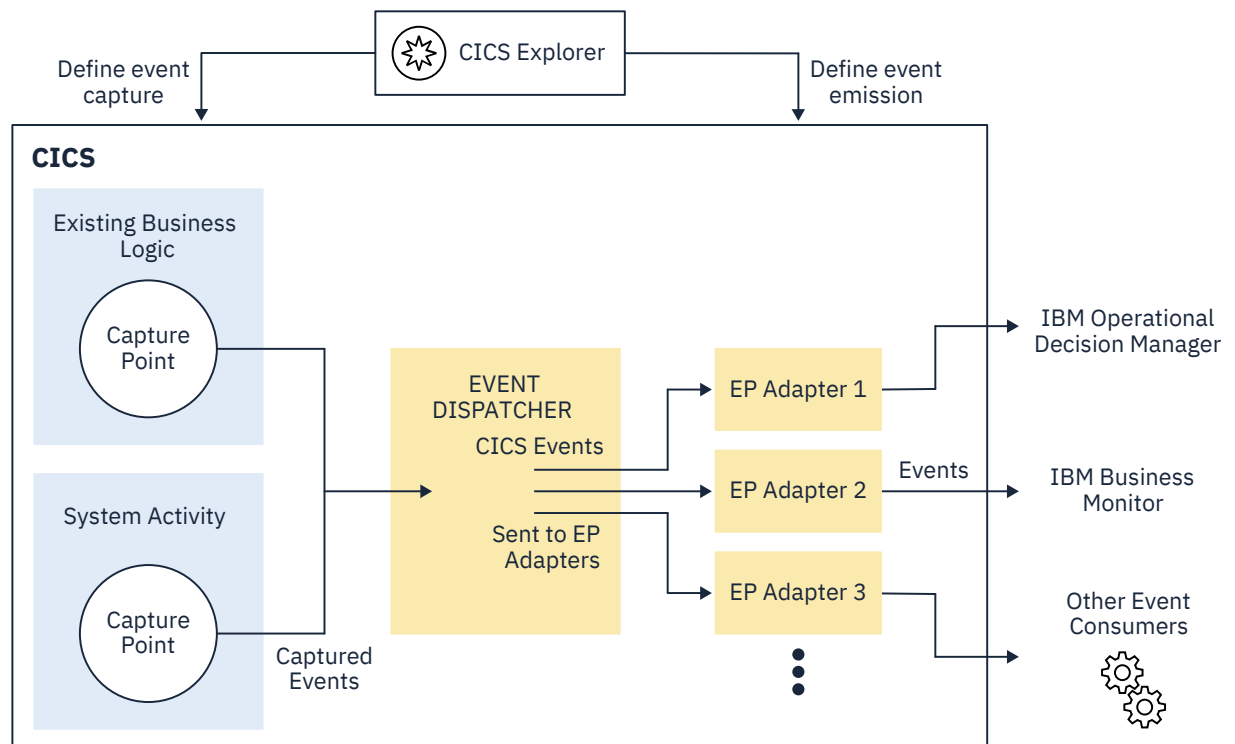 CICS Explorer
Define event
capture
Define event
emission
CICS
Existing Business
Logic
Capture
Point
System Activity
Capture
Point
Captured
Events
EVENT
DISPATCHER
CICS Events
Sent to EP
Adapters
EP Adapter 1
EP Adapter 2
EP Adapter 3
Events
IBM Operational
Decision Manager
IBM Business
Monitor
Other Event
Consumers